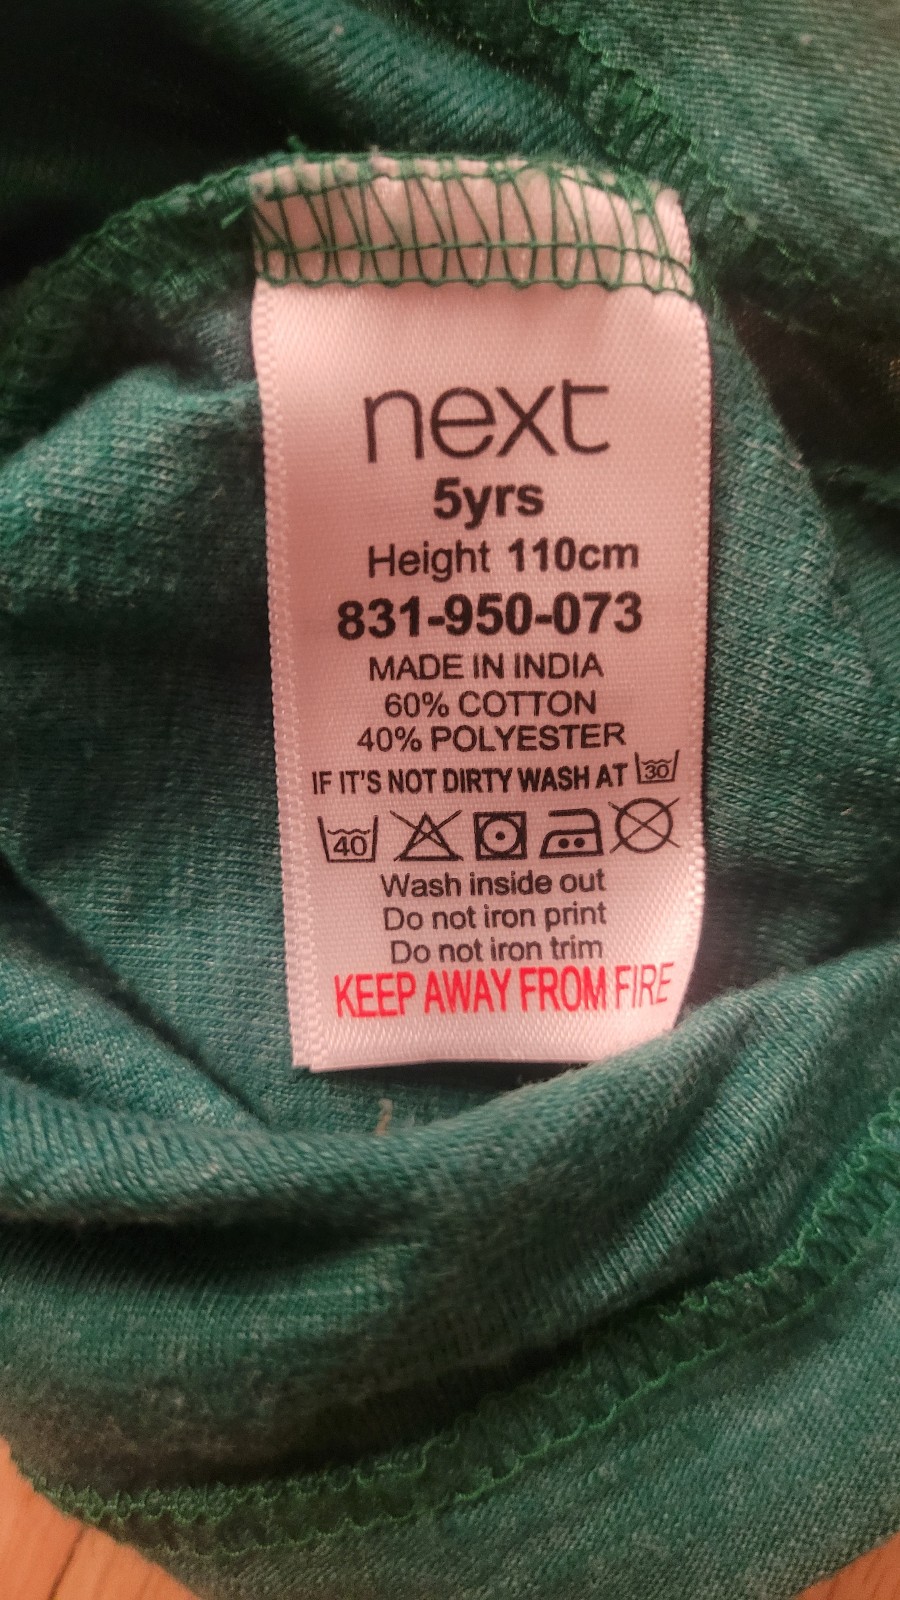 next
5yrs
Height 110cm
831-950-073
MADE IN INDIA
60% COTTON
40% POLYESTER
IF IT'S NOT DIRTY WASH AT 30
40
Wash inside out
Do not iron print
Do not iron trim
KEEP AWAY FROM FIRE